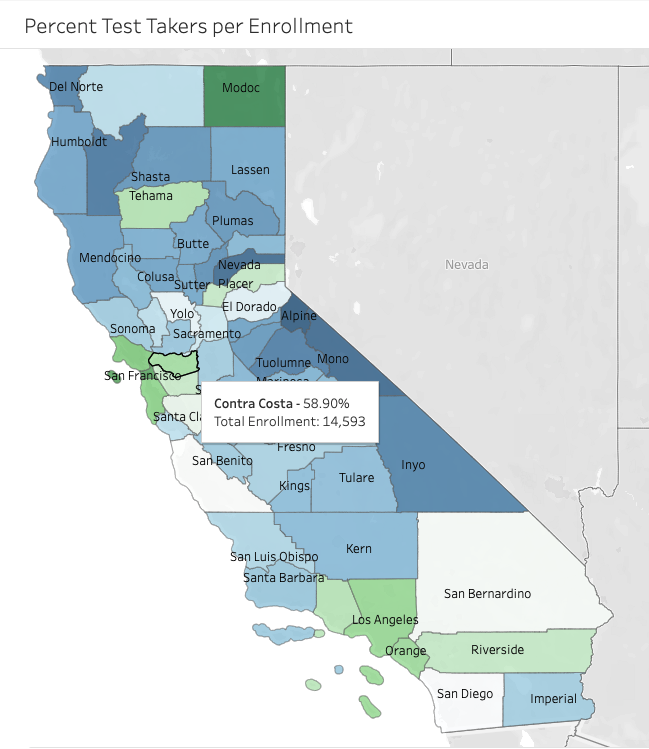 Percent Test Takers per Enrollment
Del Norte
Modoc
Humboldt
Shasta
Lassen
Tehama
Plumas
Butte
Mendocino
Nevada
Nevada
Colusa
Sutter
Placer
El Dorado
Yolo
Alpine
Sonoma
Sacramento
Tuolumne
Mono
San Francisco
Mariposa
Contra Costa - 58.90%
Total Enrollment: 14,593
Santa Cl
Fresno
San Benito
Inyo
Tulare
Kings
Kern
San Luis Obispo
Santa Barbara
San Bernardino
Los Angeles
Orange
Riverside
San Diego
Imperial